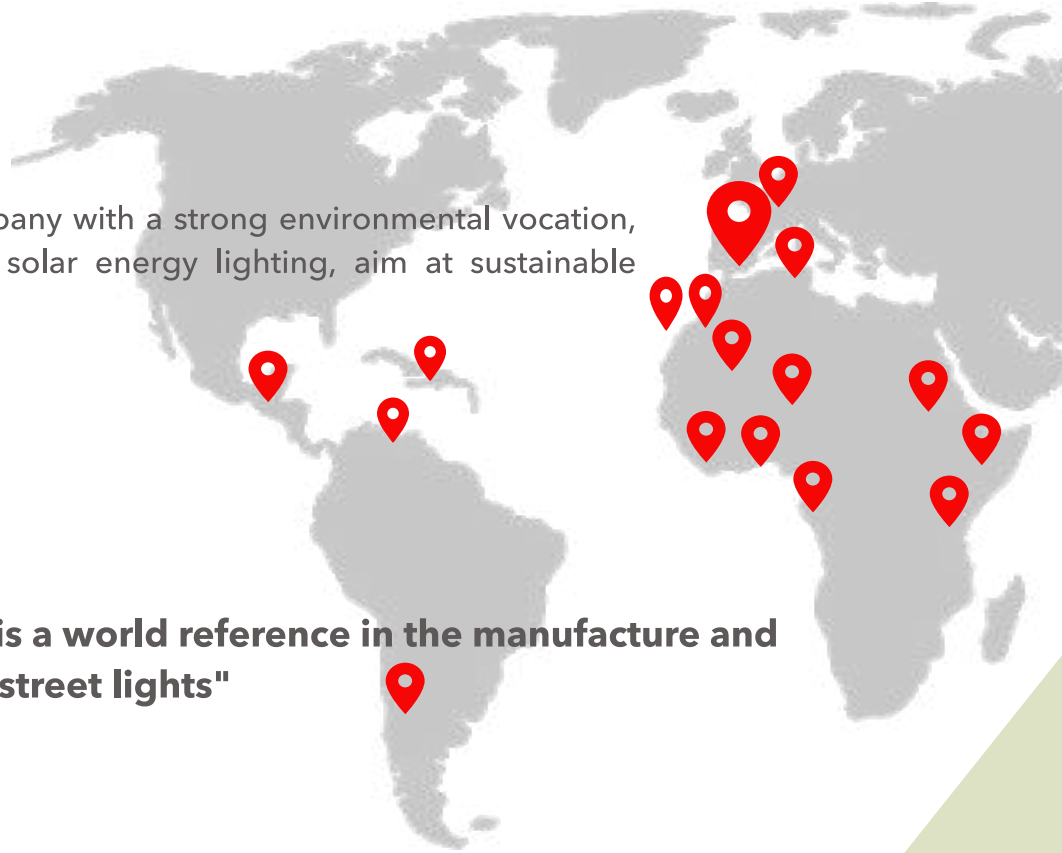 pany with a strong environmental vocation,
solar energy lighting, aim at sustainable
is a world reference in the manufacture and
street lights"